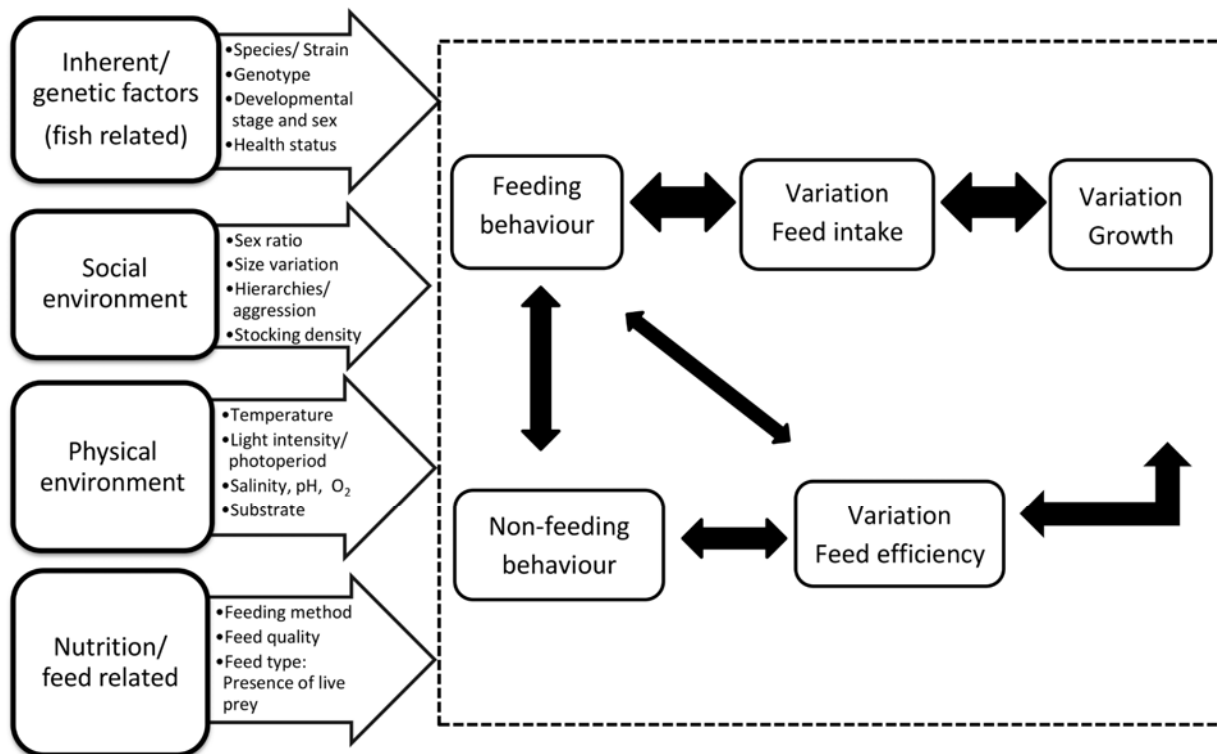 Inherent/
genetic factors
(fish related)
•Species/ Strain
•Genotype
•Developmental
stage and sex
•Health status
Social
environment
•Sex ratio
•Size variation
•Hierarchies/
aggression
•Stocking density
Physical
environment
•Temperature
•Light intensity/
photoperiod
•Salinity, pH, O₂
•Substrate
Nutrition/
feed related
•Feeding method
•Feed quality
•Feed type:
Presence of live
prey
Feeding
behaviour
Variation
Feed intake
Variation
Growth
Non-feeding
behaviour
Variation
Feed efficiency